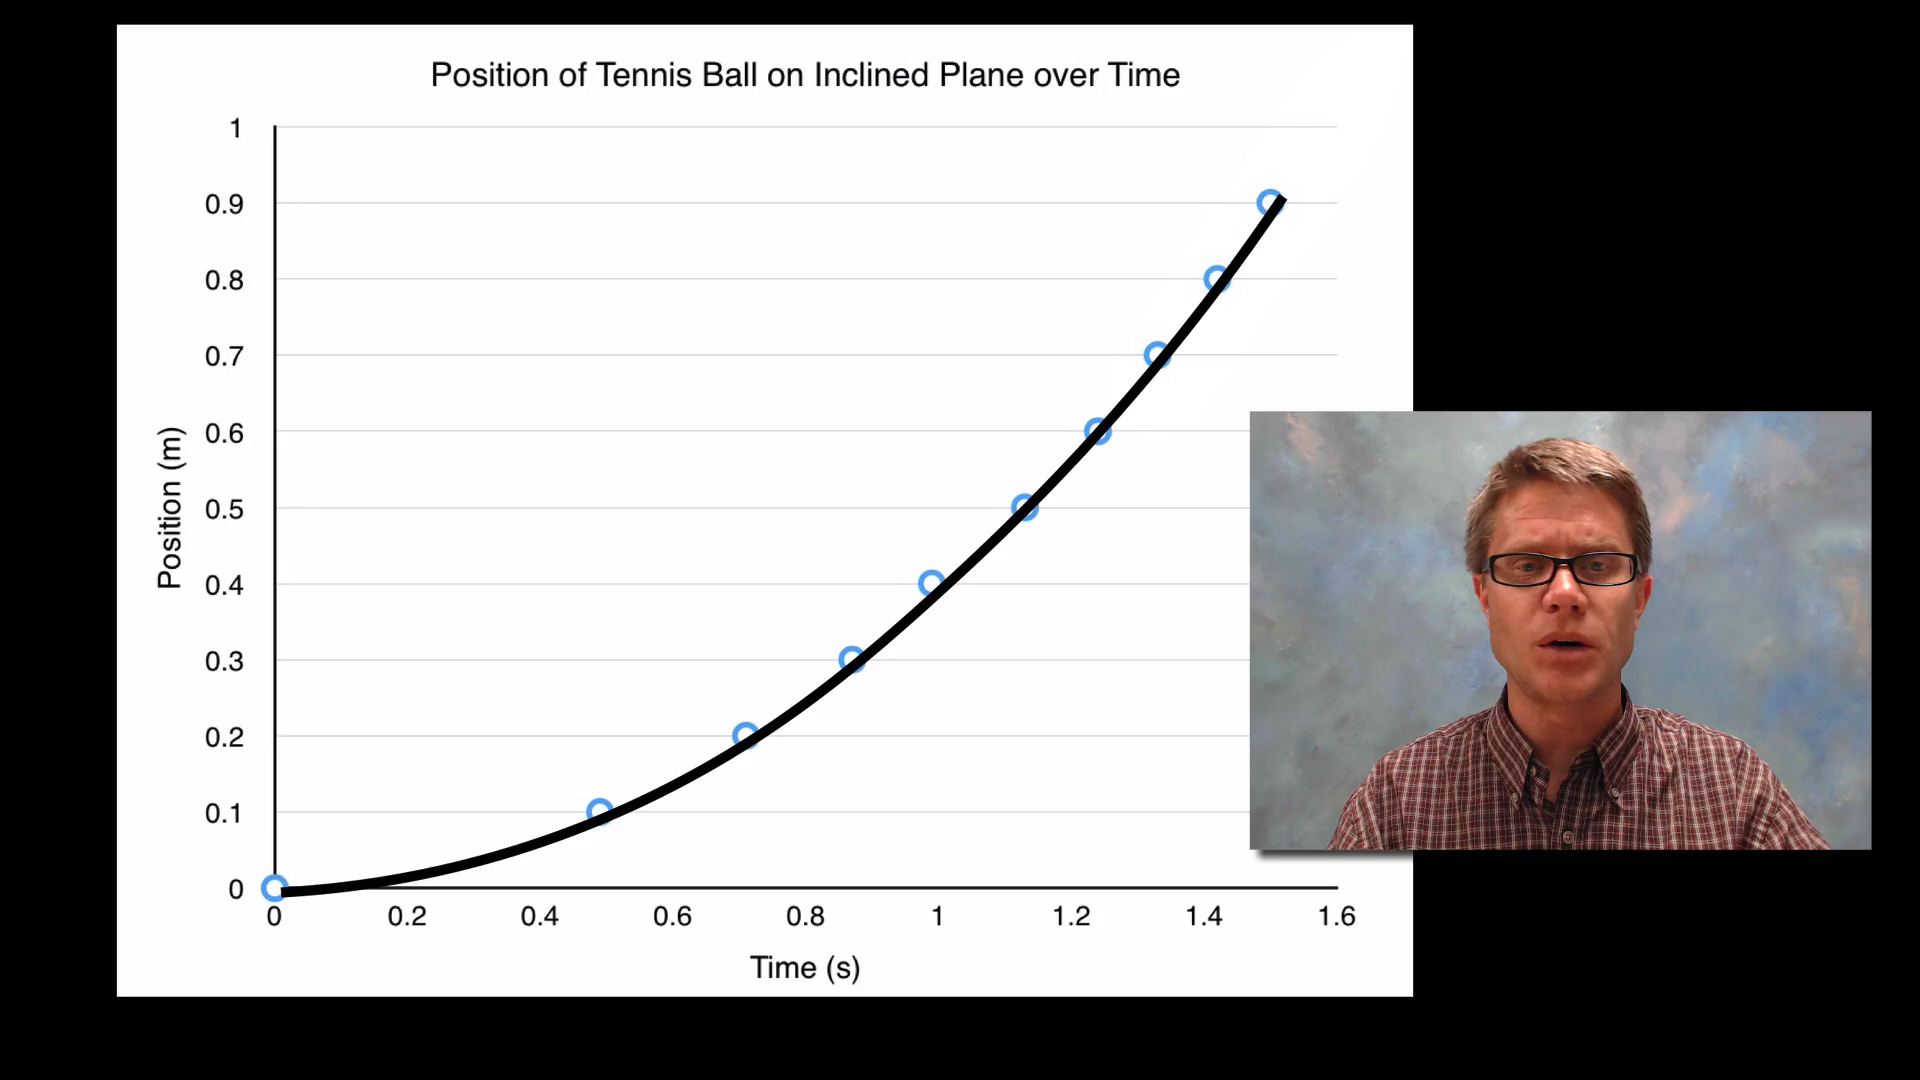 Position of Tennis Ball on Inclined Plane over Time
1
0.9
0.8
0.7
0.6
0.5
0.4
0.3
0.2
0.1
0
Position (m)
0 0.2 0.4 0.6 0.8 1 1.2 1.4 1.6
Time (s)